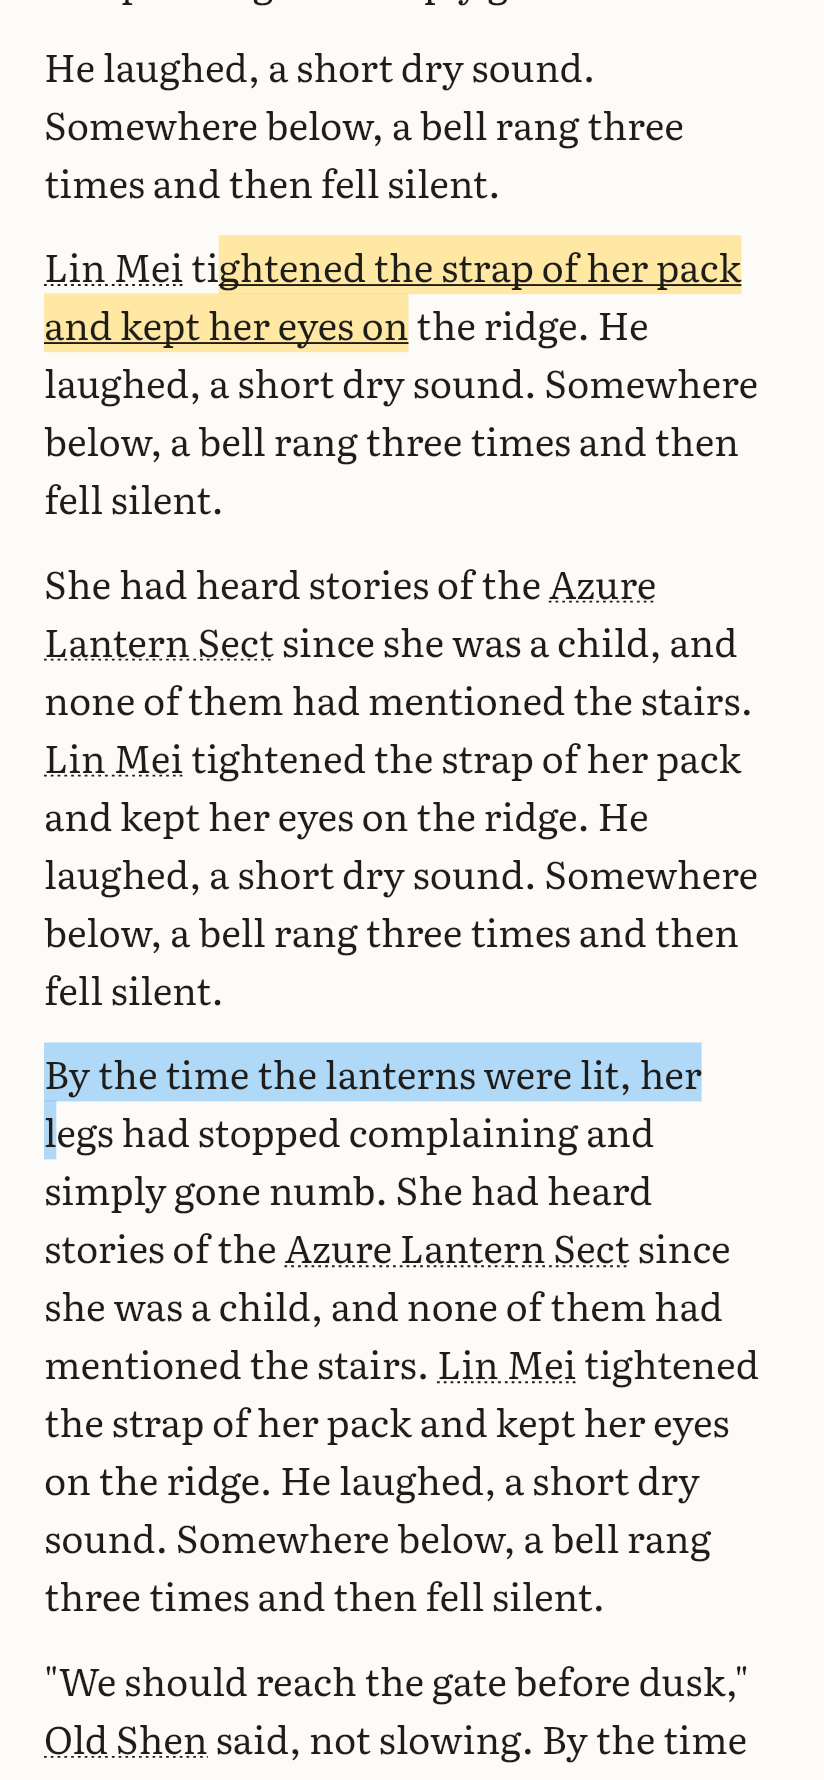 He laughed, a short dry sound.
Somewhere below, a bell rang three
times and then fell silent.
Lin Mei tightened the strap of her pack
and kept her eyes on the ridge. He
laughed, a short dry sound. Somewhere
below, a bell rang three times and then
fell silent.
She had heard stories of the Azure
Lantern Sect since she was a child, and
none of them had mentioned the stairs.
Lin Mei tightened the strap of her pack
and kept her eyes on the ridge. He
laughed, a short dry sound. Somewhere
below, a bell rang three times and then
fell silent.
By the time the lanterns were lit, her
legs had stopped complaining and
simply gone numb. She had heard
stories of the Azure Lantern Sect since
she was a child, and none of them had
mentioned the stairs. Lin Mei tightened
the strap of her pack and kept her eyes
on the ridge. He laughed, a short dry
sound. Somewhere below, a bell rang
three times and then fell silent.
"We should reach the gate before dusk,"
Old Shen said, not slowing. By the time